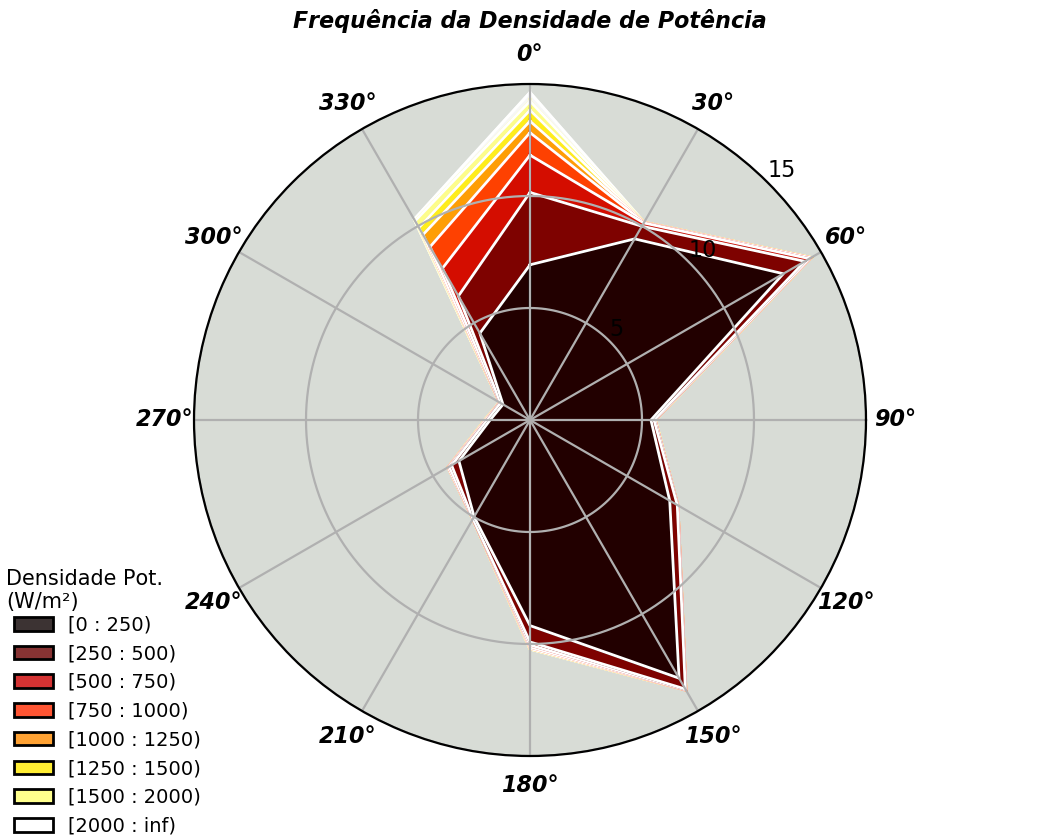 Frequência da Densidade de Potência
0°
330°
30°
15
300°
60°
10
5
270°
90°
Densidade Pot.
(W/m²)
240°
120°
[0 : 250)
[250 : 500)
[500 : 750)
[750 : 1000)
210°
150°
[1000 : 1250)
[1250 : 1500)
180°
[1500 : 2000)
[2000 : inf)